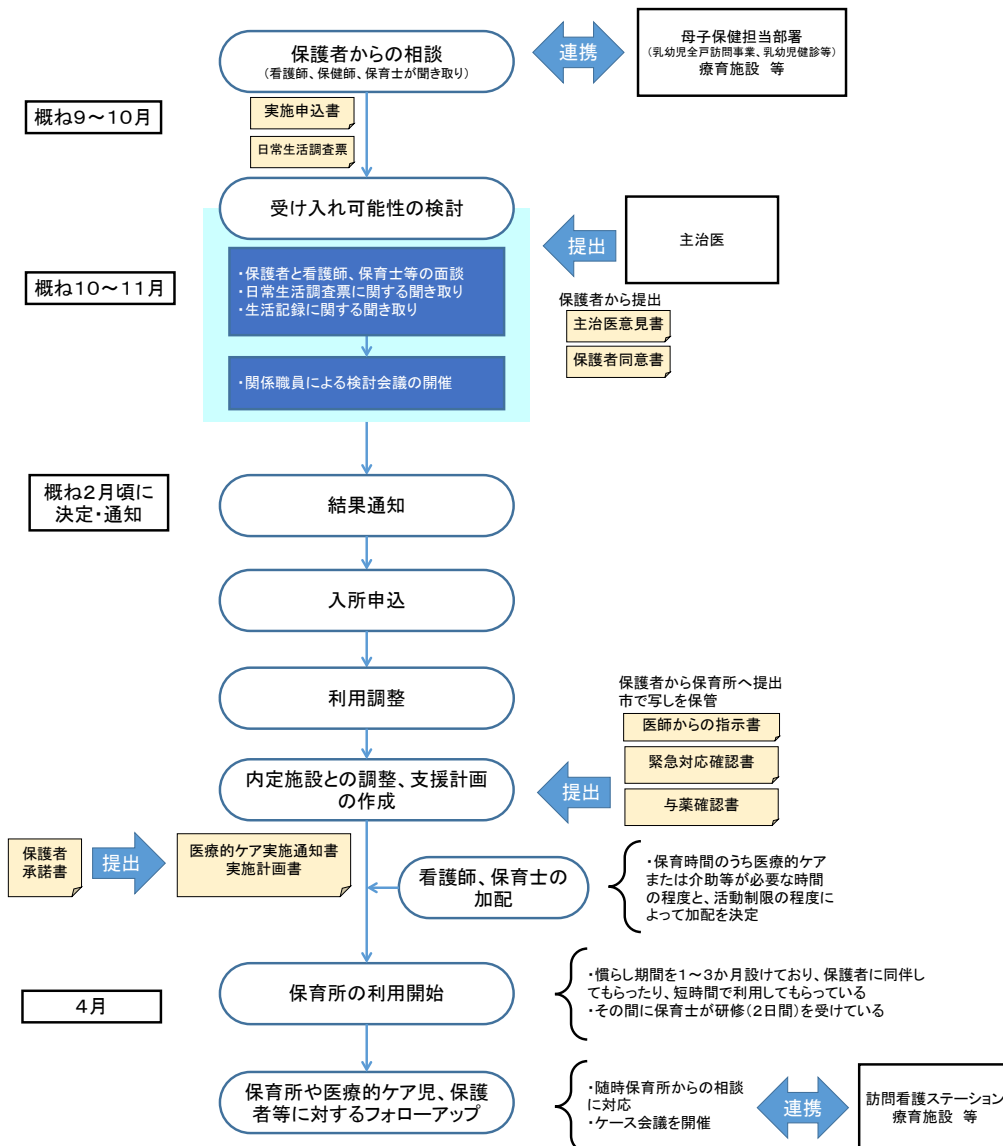 保護者からの相談
（看護師、保健師、保育士が聞き取り）
連携
母子保健担当部署
（乳幼児全戸訪問事業、乳幼児健診等）
療育施設 等
概ね９～１０月
実施申込書
日常生活調査票
受け入れ可能性の検討
提出
主治医
概ね１０～１１月
・保護者と看護師、保育士等の面談
・日常生活調査票に関する聞き取り
・生活記録に関する聞き取り
保護者から提出
主治医意見書
保護者同意書
・関係職員による検討会議の開催
概ね２月頃に
決定・通知
結果通知
入所申込
利用調整
保護者から保育所へ提出
市で写しを保管
医師からの指示書
緊急対応確認書
与薬確認書
内定施設との調整、支援計画
の作成
提出
保護者
承諾書
提出
医療的ケア実施通知書
実施計画書
看護師、保育士の
加配
・保育時間のうち医療的ケア
または介助等が必要な時間
の程度と、活動制限の程度に
よって加配を決定
４月
保育所の利用開始
・慣らし期間を１～３か月設けており、保護者に同伴し
てもらったり、短時間で利用してもらっている
・その間に保育士が研修（２日間）を受けている
保育所や医療的ケア児、保護
者等に対するフォローアップ
・随時保育所からの相談
に対応
・ケース会議を開催
連携
訪問看護ステーション
療育施設 等